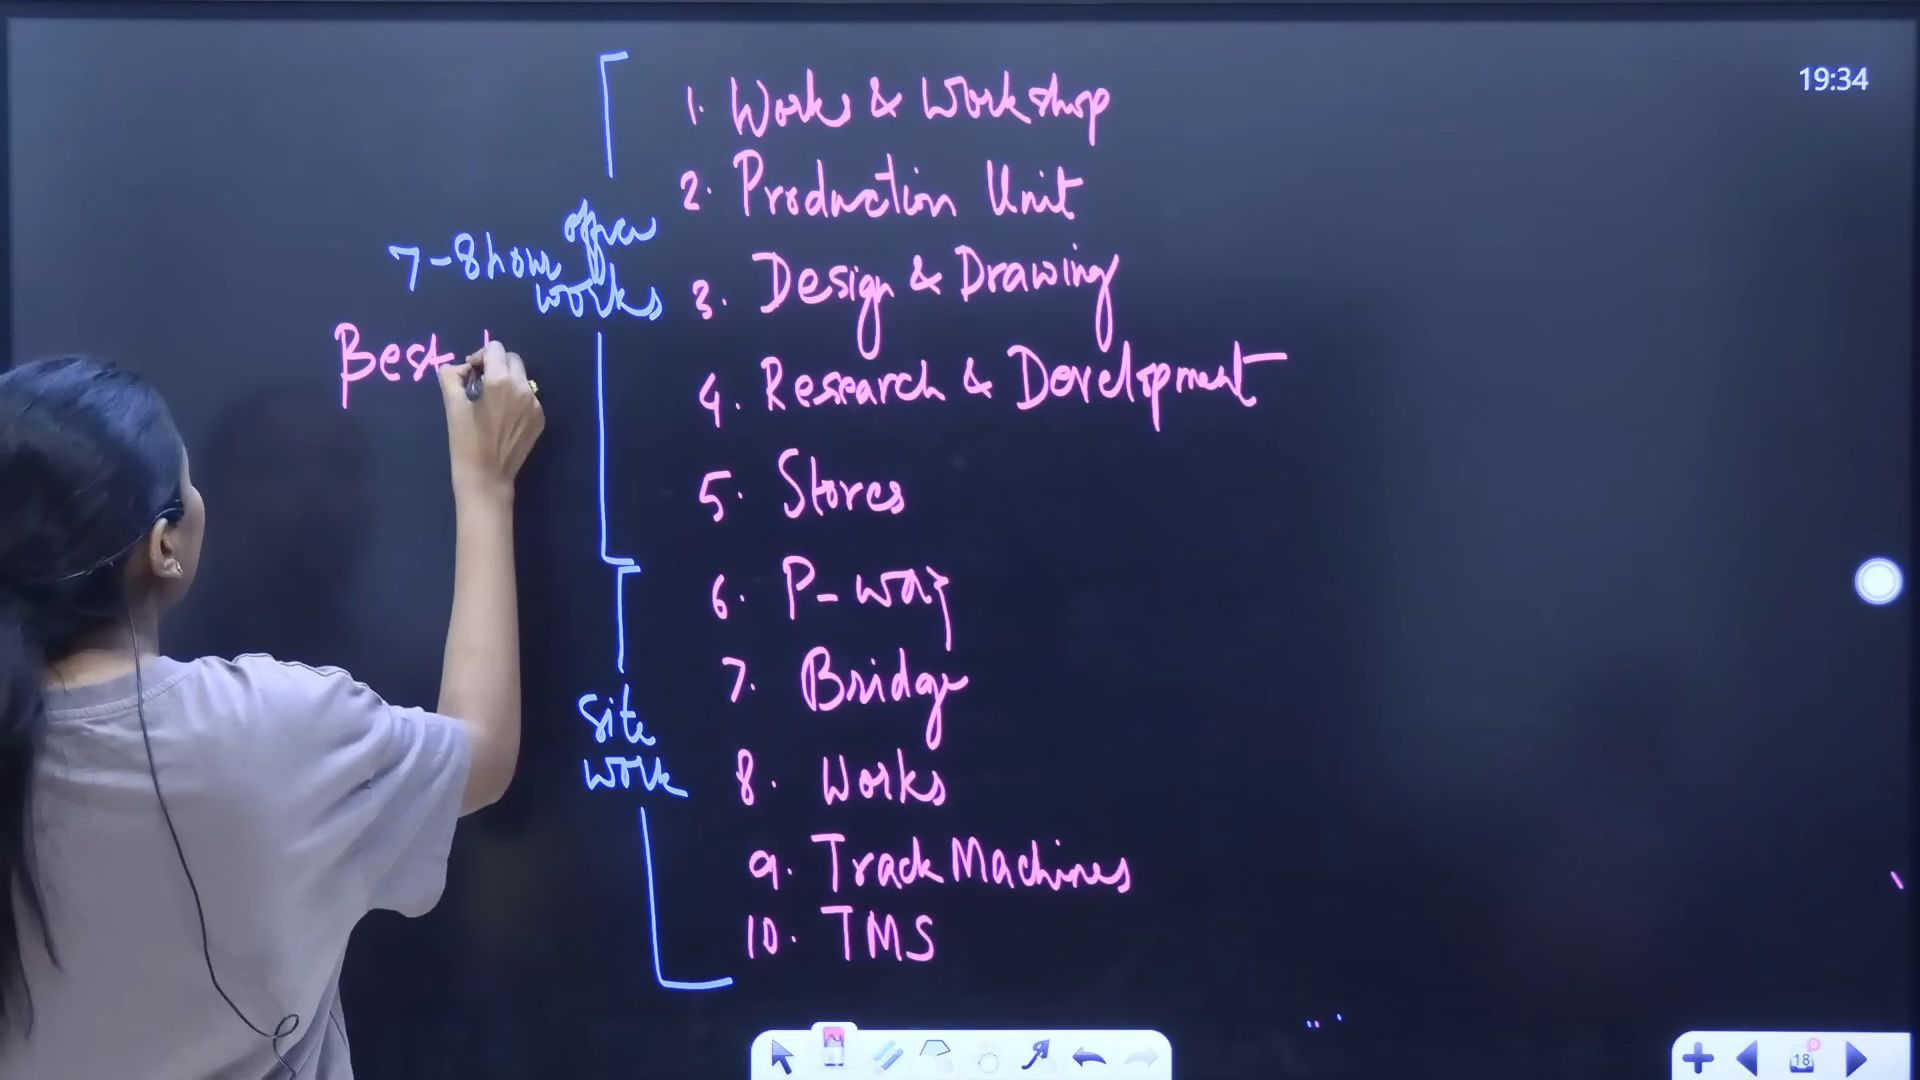 19:34
1. Works & Workshop
2. Production Unit
3. Design & Drawing
4. Research & Development
5. Stores
6. P-way
7. Bridge
8. Works
9. Track Machines
10. TMS
office
works
7-8 hour
Best
Site
work
18